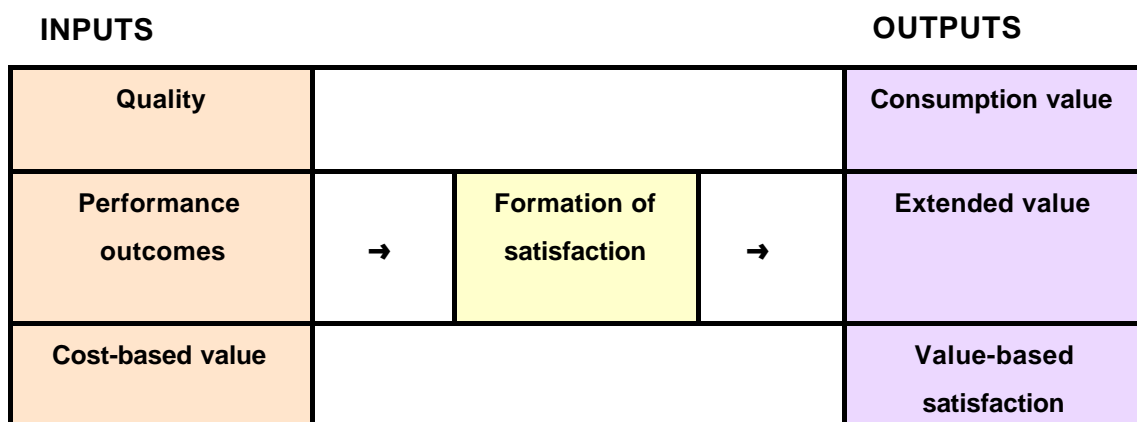 INPUTS OUTPUTS
Quality Consumption value
Performance Formation of Extended value
outcomes → satisfaction →
Cost-based value Value-based
satisfaction